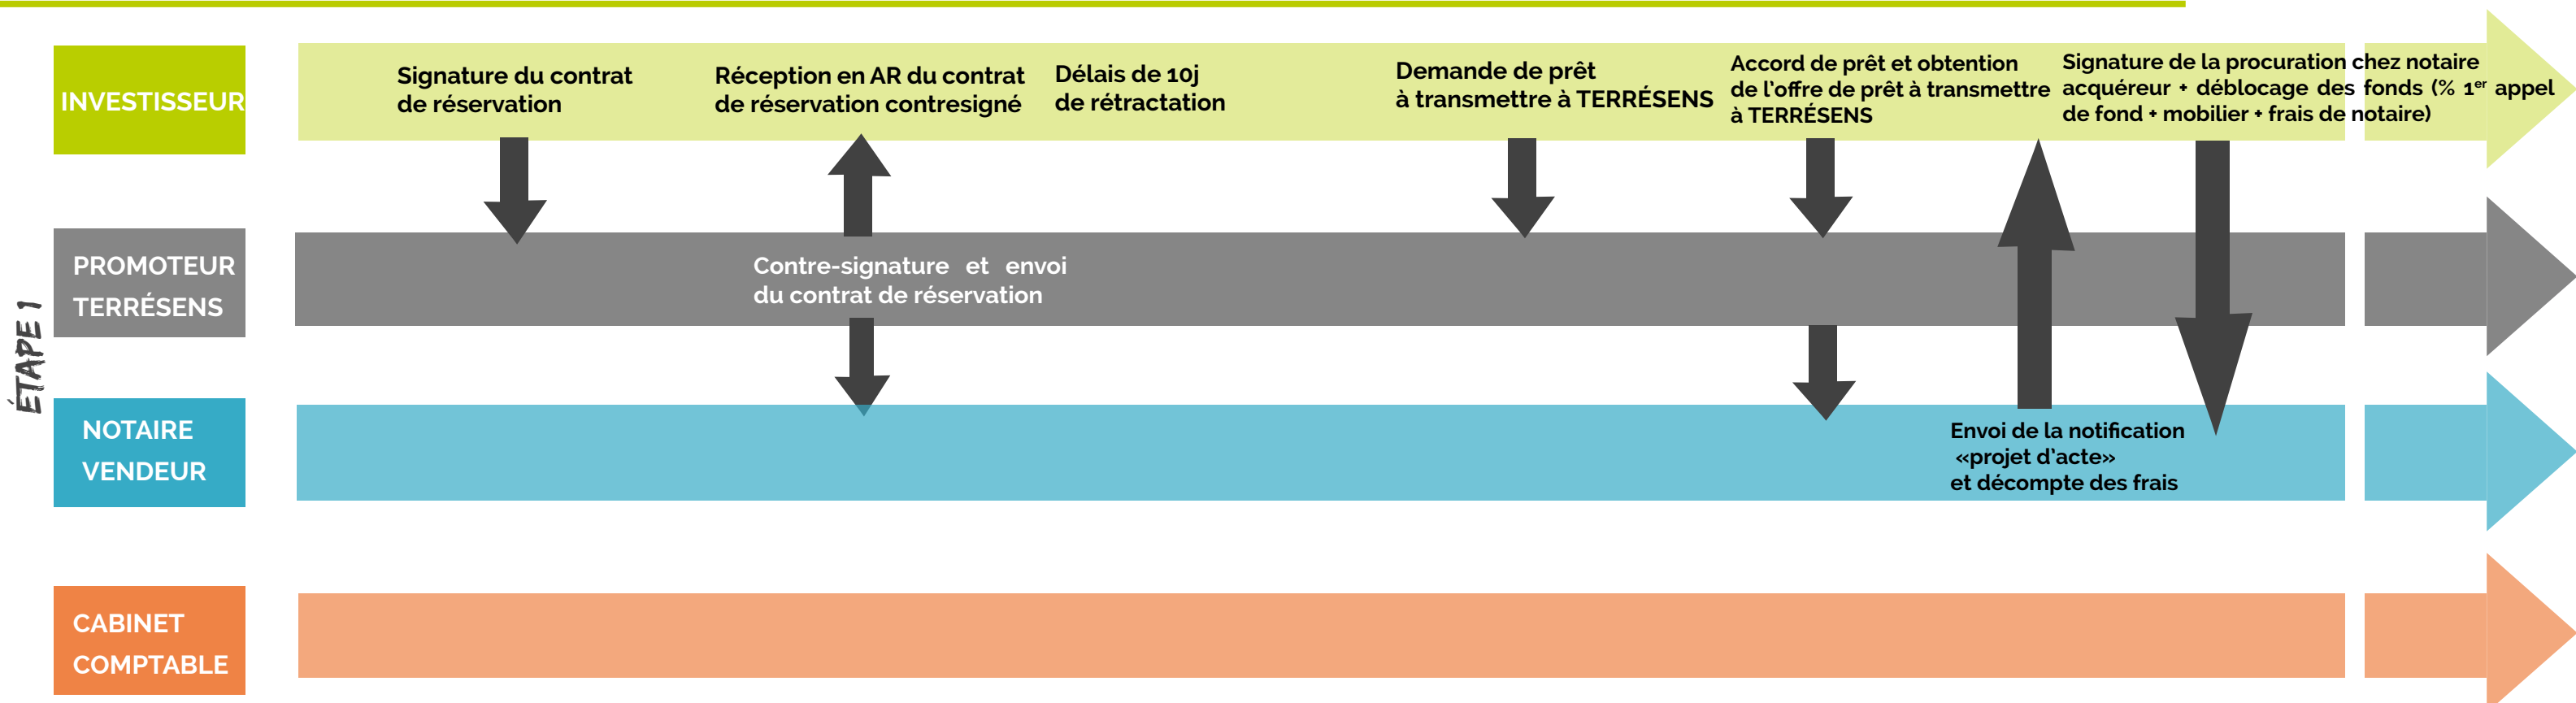 ÉTAPE 1
INVESTISSEUR
Signature du contrat
de réservation
Réception en AR du contrat
de réservation contresigné
Délais de 10j
de rétractation
Demande de prêt
à transmettre à TERRÉSENS
Accord de prêt et obtention
de l'offre de prêt à transmettre
à TERRÉSENS
Signature de la procuration chez notaire
acquéreur + déblocage des fonds (% 1er appel
de fond + mobilier + frais de notaire)
PROMOTEUR
TERRÉSENS
Contre-signature et envoi
du contrat de réservation
NOTAIRE
VENDEUR
Envoi de la notification
«projet d'acte»
et décompte des frais
CABINET
COMPTABLE